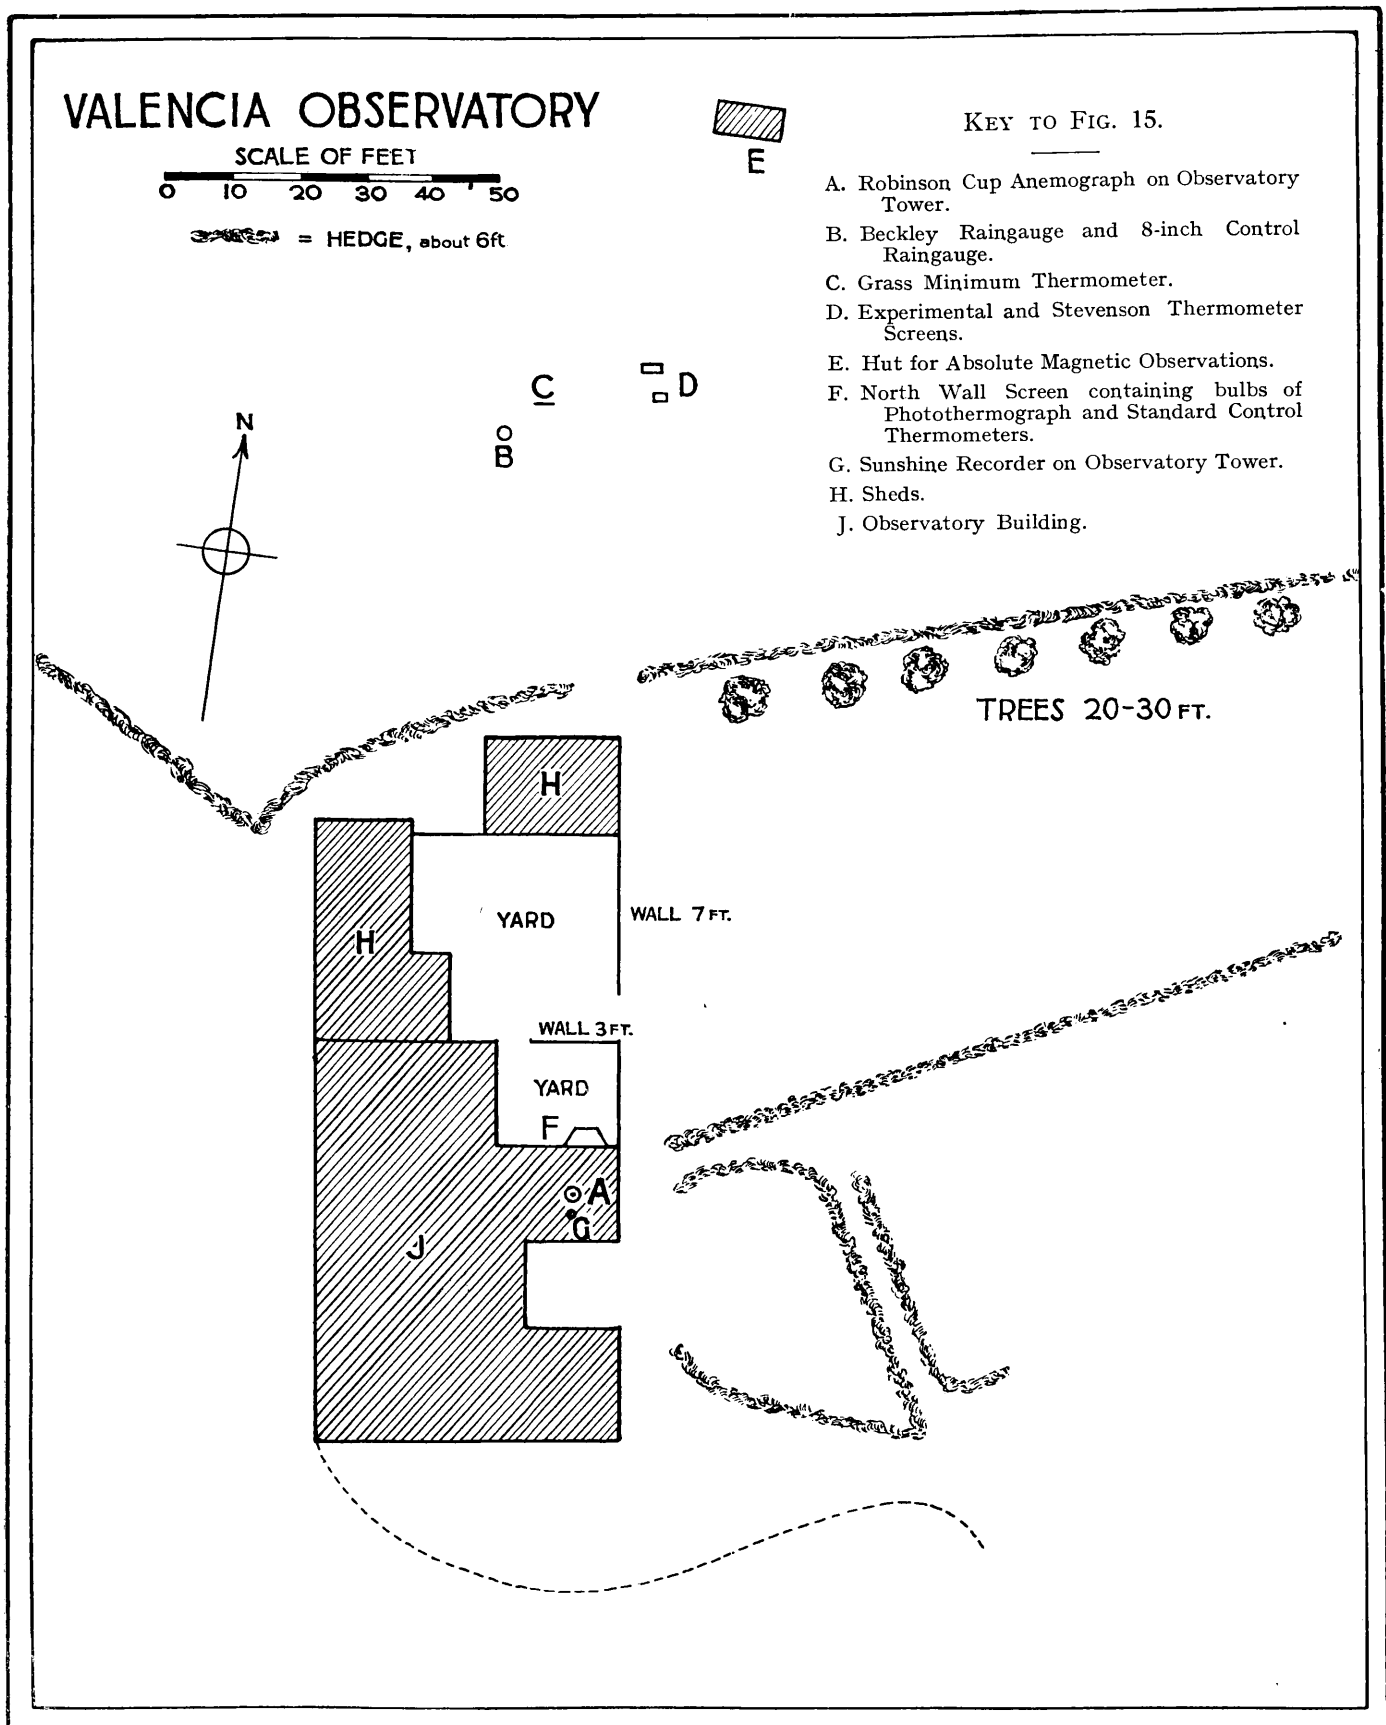 VALENCIA OBSERVATORY
SCALE OF FEET
0 10 20 30 40 50
= HEDGE, about 6ft
E
KEY TO FIG. 15.
A. Robinson Cup Anemograph on Observatory
Tower.
B. Beckley Raingauge and 8-inch Control
Raingauge.
C. Grass Minimum Thermometer.
D. Experimental and Stevenson Thermometer
Screens.
E. Hut for Absolute Magnetic Observations.
F. North Wall Screen containing bulbs of
Photothermograph and Standard Control
Thermometers.
G. Sunshine Recorder on Observatory Tower.
H. Sheds.
J. Observatory Building.
C
D
B
N
TREES 20-30 FT.
H
H
YARD
WALL 7 FT.
WALL 3 FT.
YARD
F
A
G
J